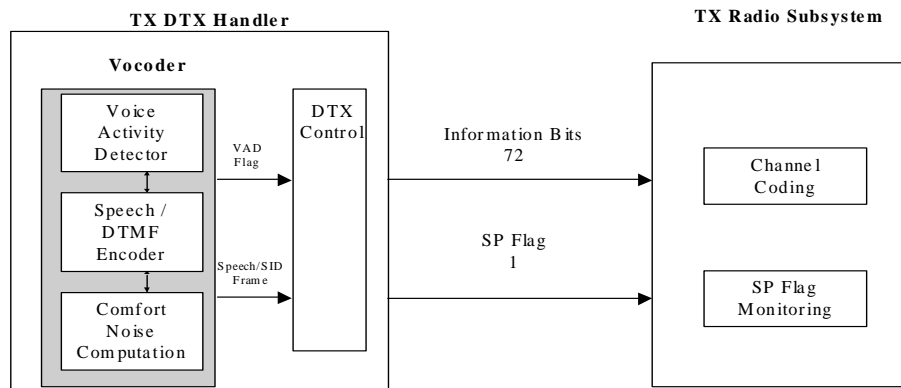 TX DTX Handler
TX Radio Subsystem
Vocoder
Voice
Activity
Detector
Speech /
DTMF
Encoder
Comfort
Noise
Computation
VAD
Flag
Speech/SID
Frame
DTX
Control
Information Bits
72
SP Flag
1
Channel
Coding
SP Flag
Monitoring